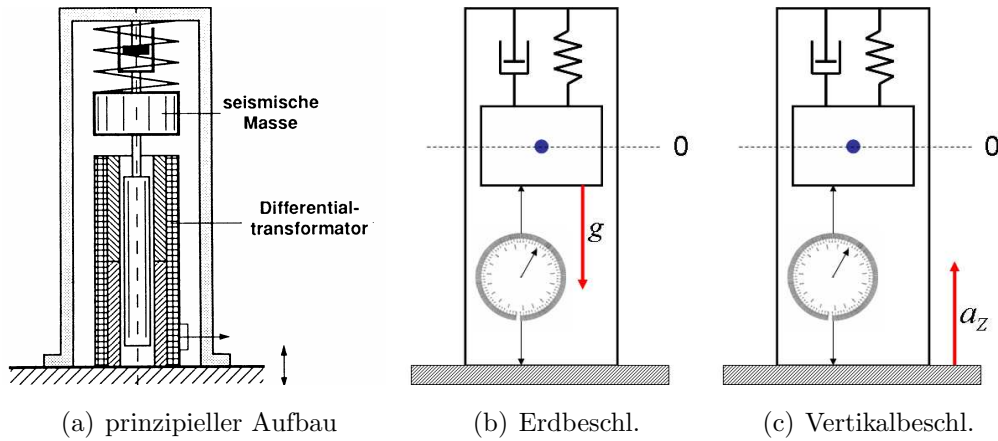 seismische
Masse
Differential-
transformator
0
g
0
a_Z
(a) prinzipieller Aufbau
(b) Erdbeschl.
(c) Vertikalbeschl.